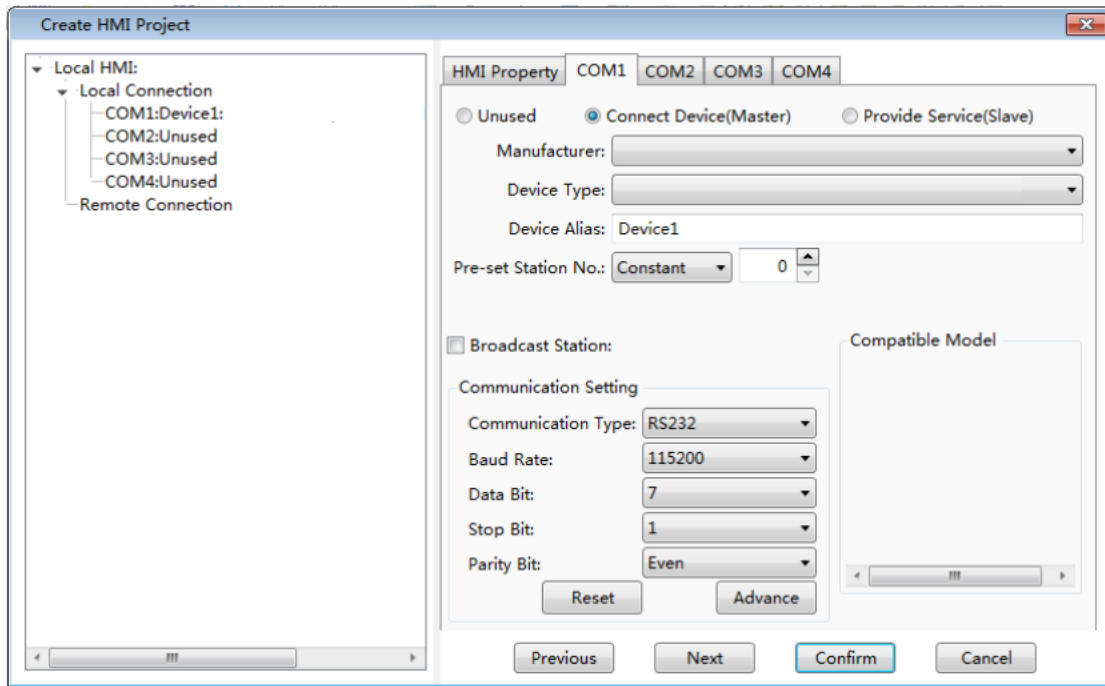 Create HMI Project
Local HMI:
Local Connection
COM1:Device1:
COM2:Unused
COM3:Unused
COM4:Unused
Remote Connection
HMI Property COM1 COM2 COM3 COM4
Unused Connect Device(Master) Provide Service(Slave)
Manufacturer:
Device Type:
Device Alias: Device1
Pre-set Station No.: Constant 0
Broadcast Station:
Compatible Model
Communication Setting
Communication Type: RS232
Baud Rate: 115200
Data Bit: 7
Stop Bit: 1
Parity Bit: Even
Reset Advance
Previous Next Confirm Cancel